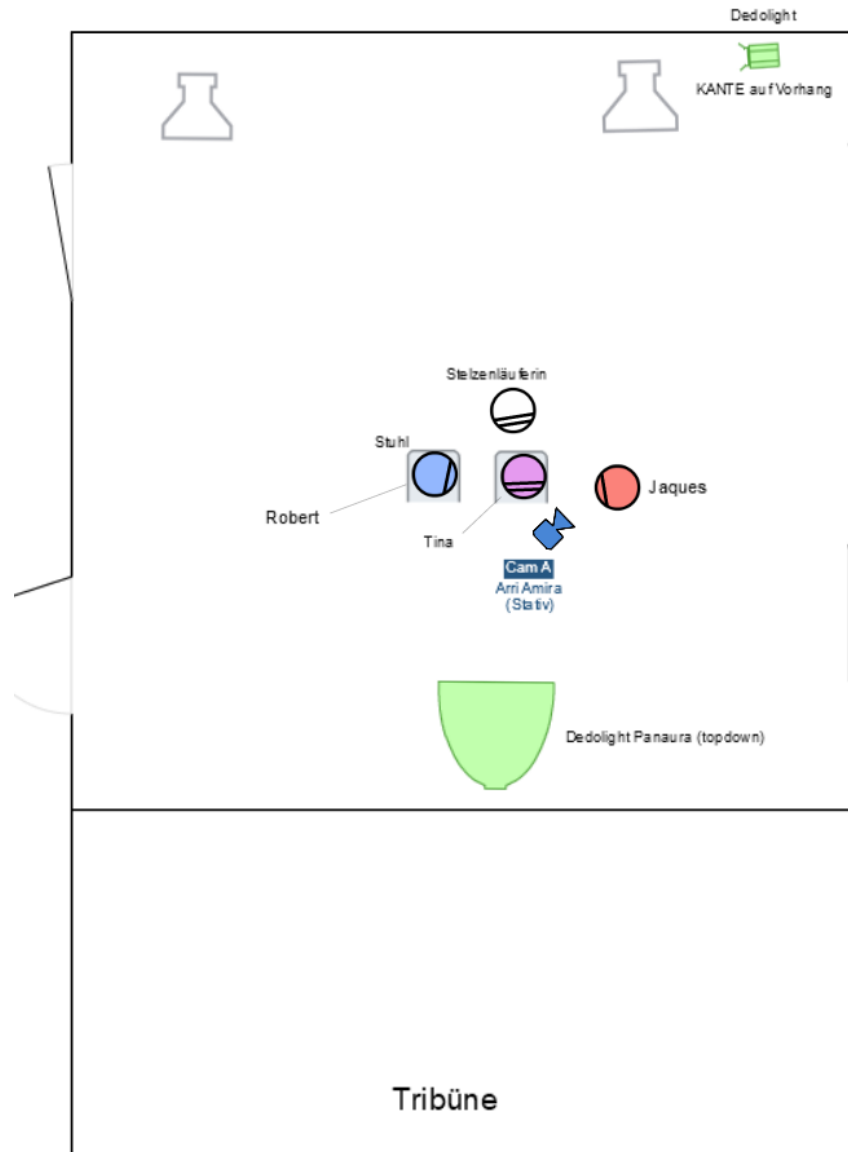 Dedolight
KANTE auf Vorhang
Stelzenläuferin
Stuhl
Robert
Jaques
Tina
Cam A
Arri Amira
(Stativ)
Dedolight Panaura (topdown)
Tribüne